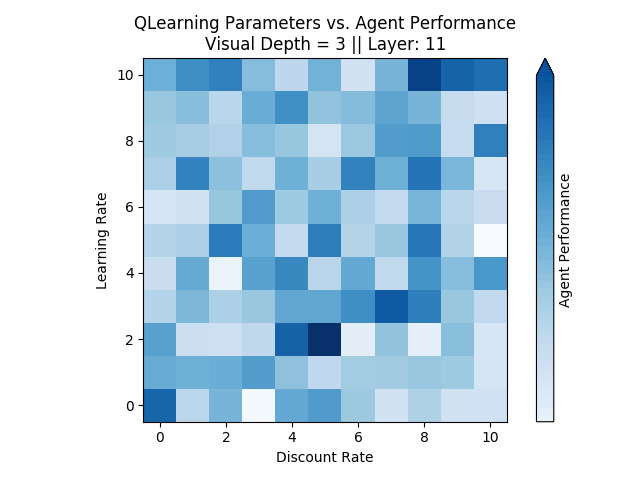 QLearning Parameters vs. Agent Performance
Visual Depth = 3 || Layer: 11
10
8
6
4
2
0
Learning Rate
0 2 4 6 8 10
Discount Rate
Agent Performance